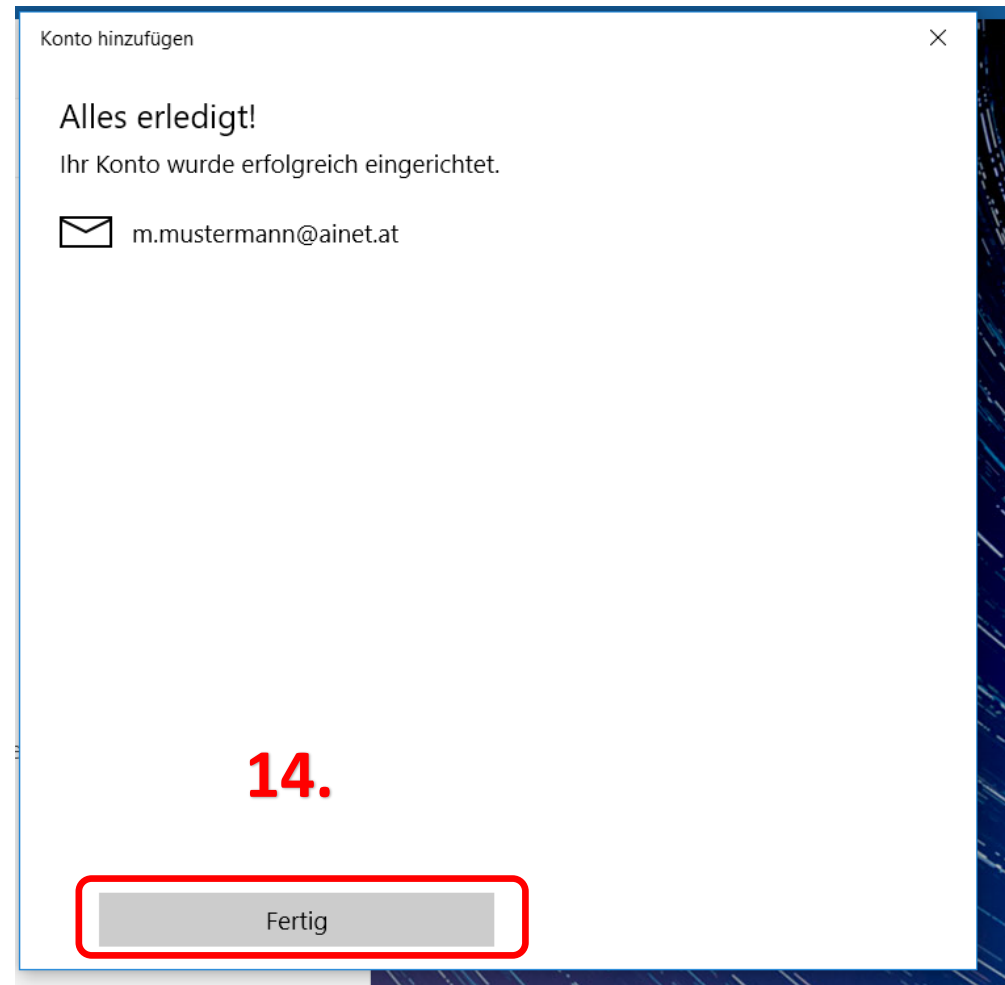 Konto hinzufügen
Alles erledigt!
Ihr Konto wurde erfolgreich eingerichtet.
m.mustermann@ainet.at
14.
Fertig